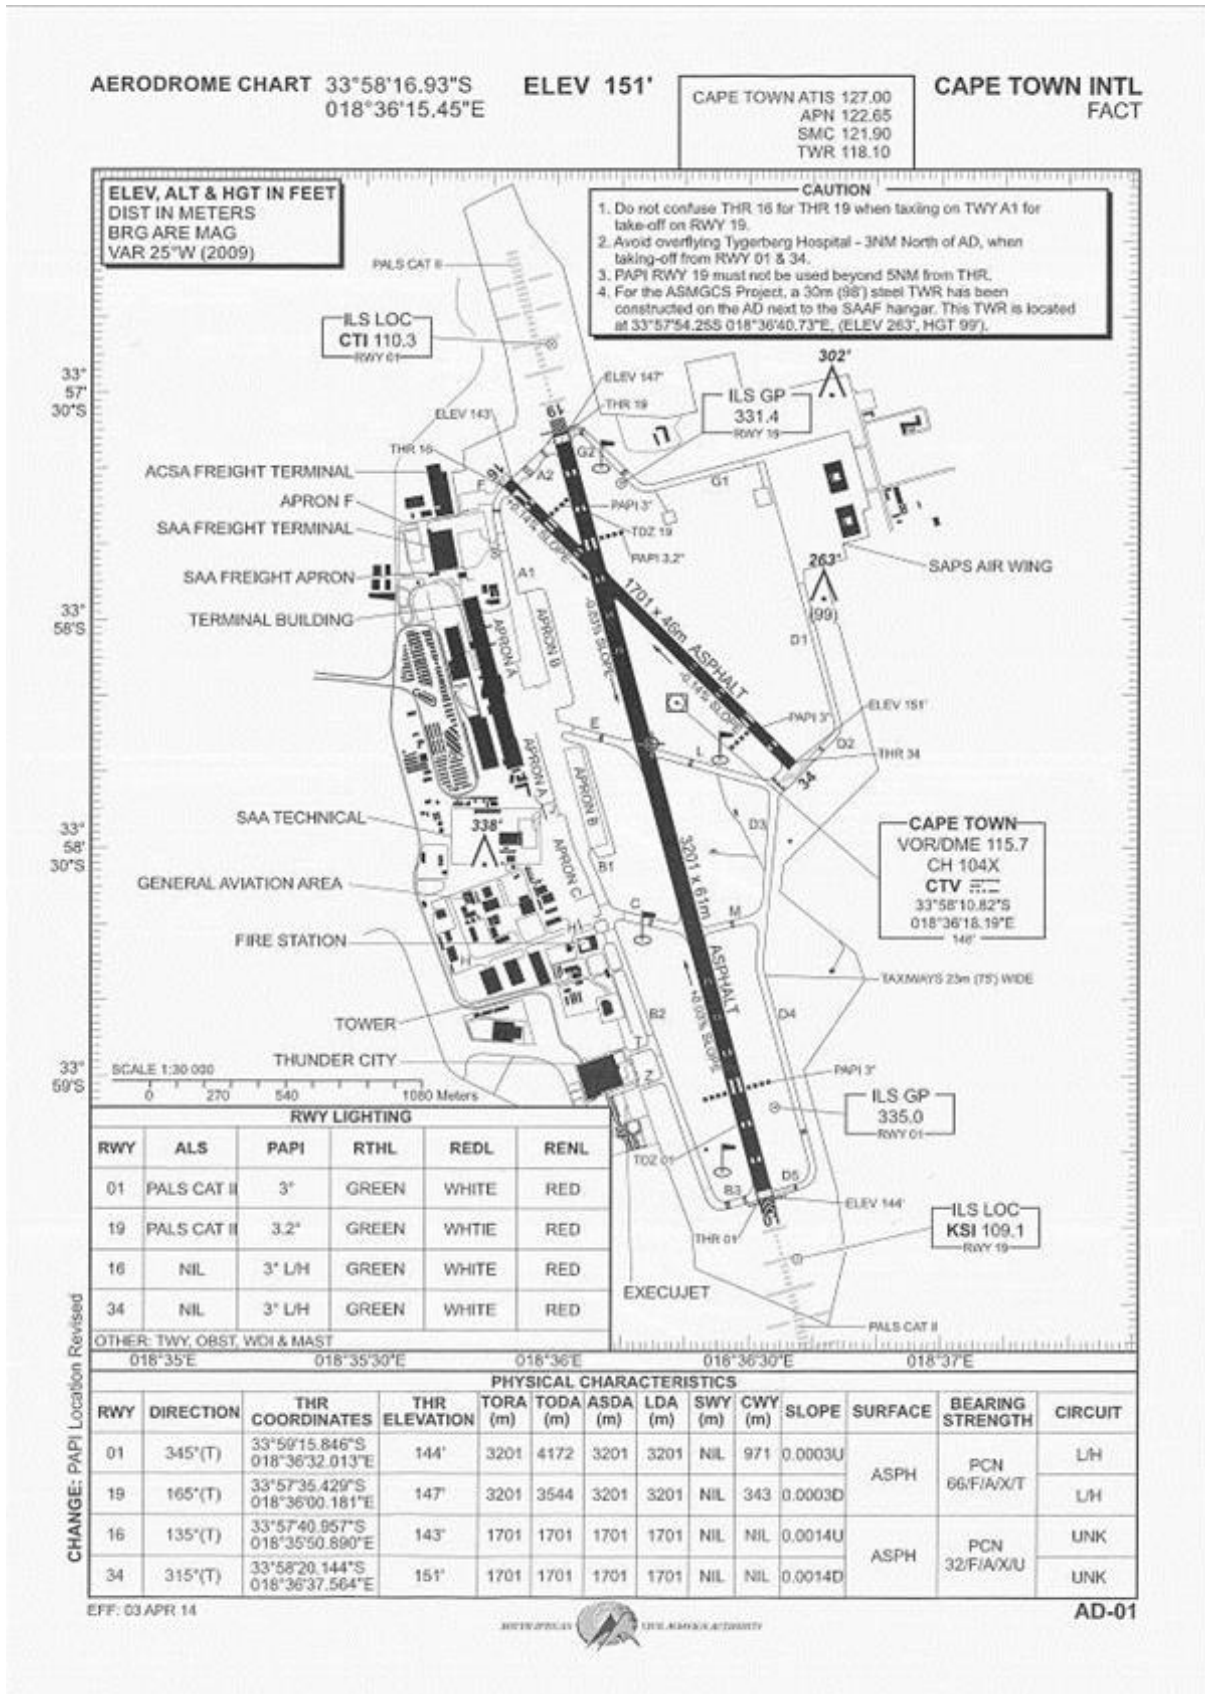 AERODROME CHART 33°58'16.93"S
018°36'15.45"E
ELEV 151'
CAPE TOWN ATIS 127.00
APN 122.65
SMC 121.90
TWR 118.10
CAPE TOWN INTL
FACT
ELEV, ALT & HGT IN FEET
DIST IN METERS
BRG ARE MAG
VAR 25°W (2009)
CAUTION
1. Do not confuse THR 16 for THR 19 when taxiing on TWY A1 for
take-off on RWY 19.
2. Avoid overflying Tygerberg Hospital - 3NM North of AD, when
taking-off from RWY 01 & 34.
3. PAPI RWY 19 must not be used beyond 5NM from THR.
4. For the ASMGCS Project, a 30m (98') steel TWR has been
constructed on the AD next to the SAAF hangar. This TWR is located
at 33°57'54.25S 018°36'40.73"E, (ELEV 263', HGT 99').
PALS CAT II
ILS LOC
CTI 110.3
RWY 01
33°
57'
30"S
302'
ELEV 147'
THR 19
ILS GP
331.4
RWY 16
ELEV 143'
THR 16
19
16
G2
A2
F
G1
ACSA FREIGHT TERMINAL
APRON F
SAA FREIGHT TERMINAL
SAA FREIGHT APRON
TERMINAL BUILDING
PAPI 3°
TDZ 19
PAPI 3.2°
+0.14% SLOPE
A1
SAPS AIR WING
263'
(99)
33°
58'S
1701 x 46m ASPHALT
-0.03% SLOPE
-0.14% SLOPE
APRON A
APRON B
D1
ELEV 151'
PAPI 3°
D2
THR 34
34
E
L
APRON A
APRON B
D3
SAA TECHNICAL
338'
33°
58'
30"S
B1
APRON C
3201 x 61m ASPHALT
CAPE TOWN
VOR/DME 115.7
CH 104X
CTV
33°58'10.82"S
018°36'18.19"E
146'
GENERAL AVIATION AREA
FIRE STATION
C
M
H1
H
TAXIWAYS 23m (75') WIDE
TOWER
B2
D4
+0.03% SLOPE
THUNDER CITY
T
Z
PAPI 3°
33°
59'S
SCALE 1:30 000
0 270 540 1080 Meters
ILS GP
335.0
RWY 01
TDZ 01
B3
D5
ELEV 144'
THR 01
ILS LOC
KSI 109.1
RWY 19
EXECUJET
PALS CAT II
RWY LIGHTING
RWY ALS PAPI RTHL REDL RENL
01 PALS CAT II 3° GREEN WHITE RED
19 PALS CAT II 3.2° GREEN WHTIE RED
16 NIL 3° L/H GREEN WHITE RED
34 NIL 3° L/H GREEN WHITE RED
OTHER: TWY, OBST, WDI & MAST
018°35'E 018°35'30"E 018°36'E 018°36'30"E 018°37'E
PHYSICAL CHARACTERISTICS
RWY DIRECTION THR COORDINATES THR ELEVATION TORA (m) TODA (m) ASDA (m) LDA (m) SWY (m) CWY (m) SLOPE SURFACE BEARING STRENGTH CIRCUIT
01 345°(T) 33°59'15.846"S 018°36'32.013"E 144' 3201 4172 3201 3201 NIL 971 0.0003U ASPH PCN 66/F/A/X/T L/H
19 165°(T) 33°57'35.429"S 018°36'00.181"E 147' 3201 3544 3201 3201 NIL 343 0.0003D L/H
16 135°(T) 33°57'40.957"S 018°35'50.890"E 143' 1701 1701 1701 1701 NIL NIL 0.0014U ASPH PCN 32/F/A/X/U UNK
34 315°(T) 33°58'20.144"S 018°36'37.564"E 151' 1701 1701 1701 1701 NIL NIL 0.0014D UNK
CHANGE: PAPI Location Revised
EFF: 03 APR 14
SOUTH AFRICAN CIVIL AVIATION AUTHORITY
AD-01